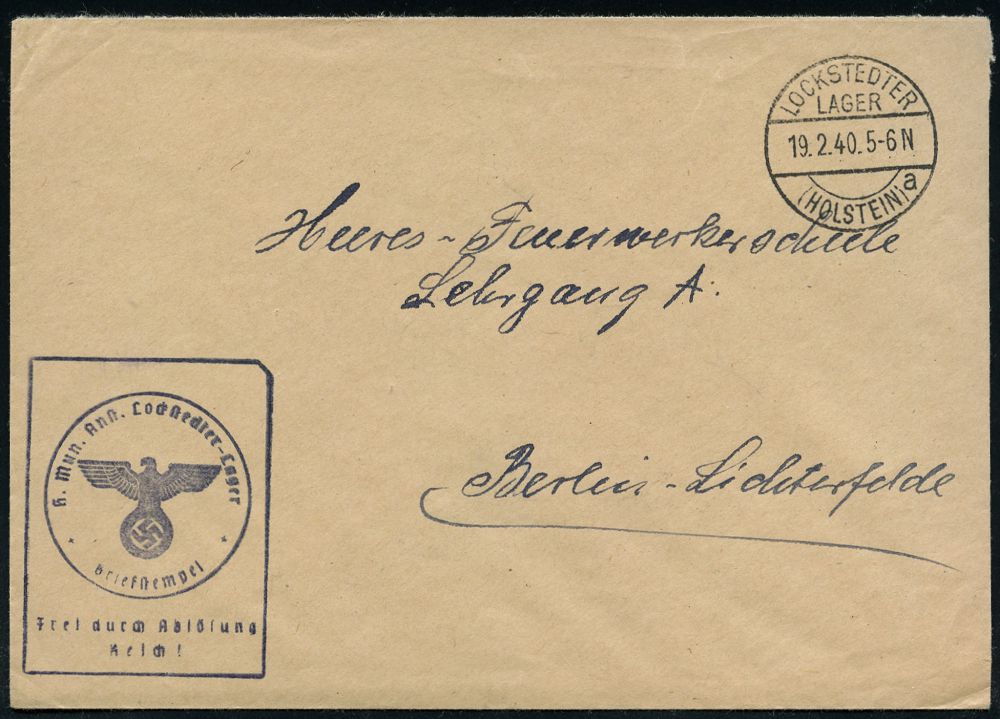 LOCKSTEDTER
LAGER
19.2.40.5-6 N
(HOLSTEIN) a
Heeres-Feuerwerkerschule
Lehrgang A.
Berlin-Lichterfelde
H. Mun. Anst. Lockstedter-Lager
* Briefstempel *
Frei durch Ablösung
Reich!